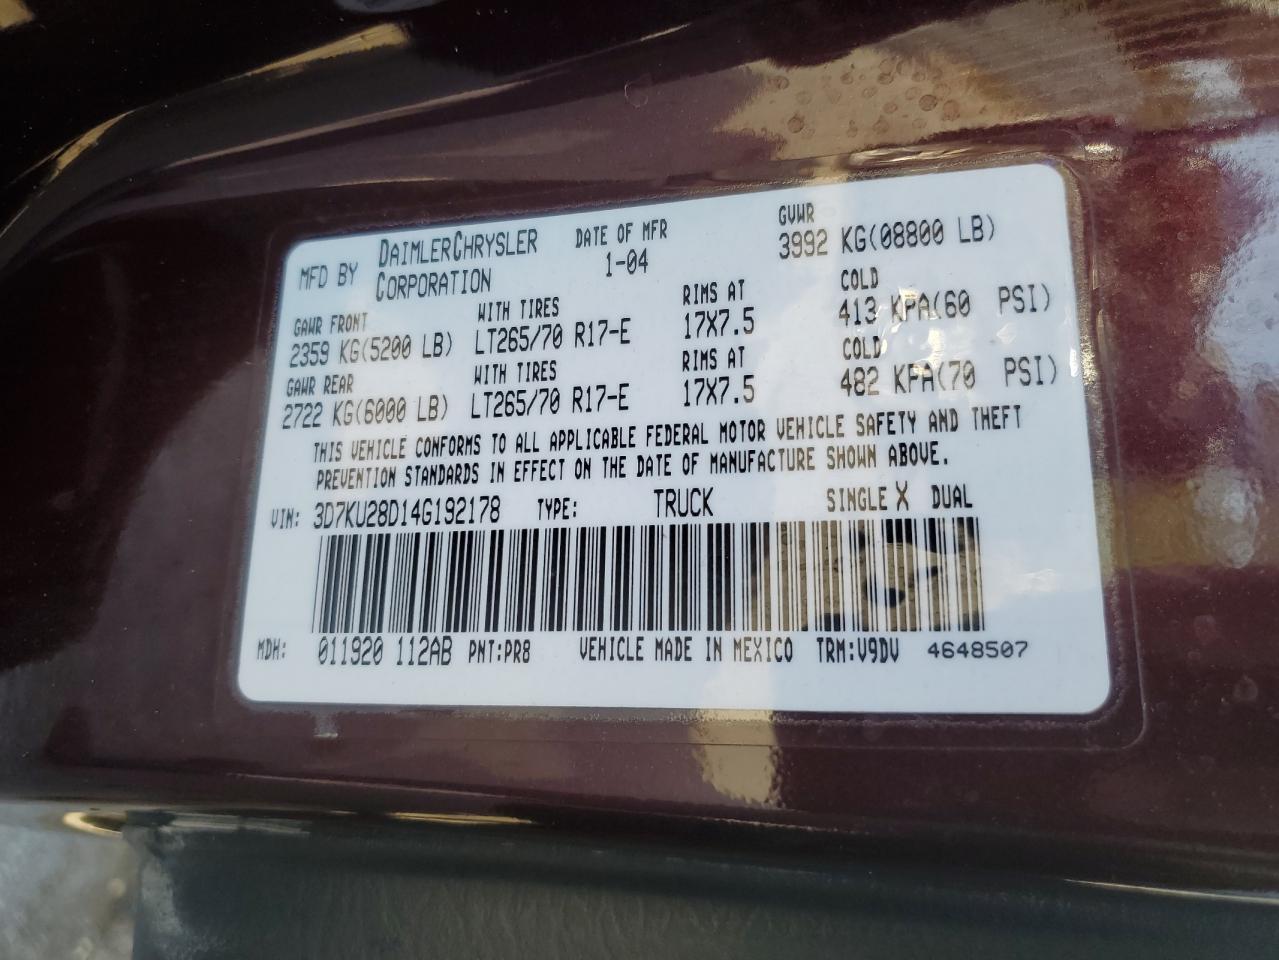 MFD BY DAIMLERCHRYSLER CORPORATION DATE OF MFR 1-04 GVWR 3992 KG(08800 LB)
GAWR FRONT WITH TIRES RIMS AT COLD
2359 KG(5200 LB) LT265/70 R17-E 17X7.5 413 KPA(60 PSI)
GAWR REAR WITH TIRES RIMS AT COLD
2722 KG(6000 LB) LT265/70 R17-E 17X7.5 482 KPA(70 PSI)
THIS VEHICLE CONFORMS TO ALL APPLICABLE FEDERAL MOTOR VEHICLE SAFETY AND THEFT
PREVENTION STANDARDS IN EFFECT ON THE DATE OF MANUFACTURE SHOWN ABOVE.
VIN: 3D7KU28D14G192178 TYPE: TRUCK SINGLE X DUAL
MDH: 011920 112AB PNT:PR8 VEHICLE MADE IN MEXICO TRM:V9DV 4648507